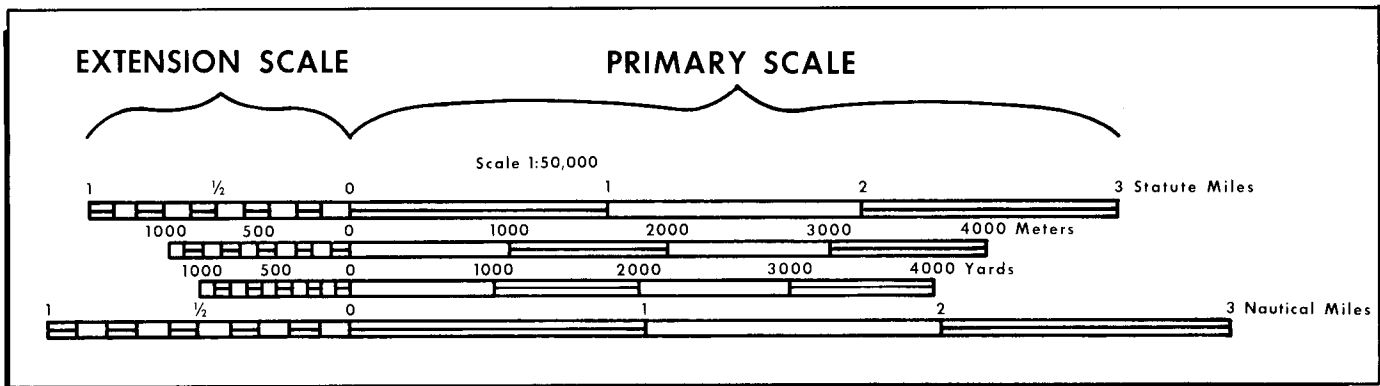 EXTENSION SCALE PRIMARY SCALE
Scale 1:50,000
1 ½ 0 1 2 3 Statute Miles
1000 500 0 1000 2000 3000 4000 Meters
1000 500 0 1000 2000 3000 4000 Yards
1 ½ 0 1 2 3 Nautical Miles